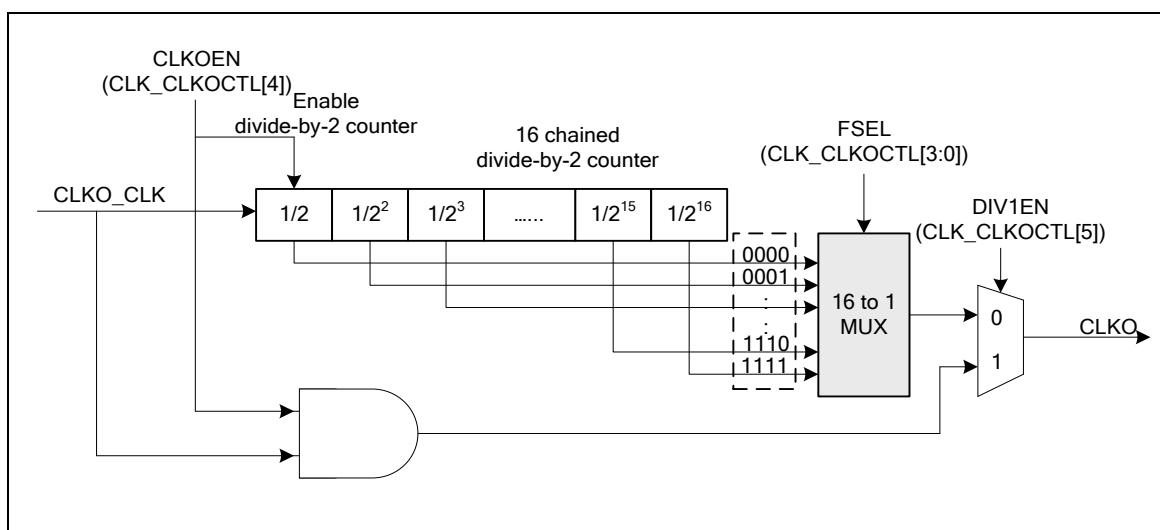 CLKOEN
(CLK_CLKOCTL[4])
Enable
divide-by-2 counter
16 chained
divide-by-2 counter
FSEL
(CLK_CLKOCTL[3:0])
DIV1EN
(CLK_CLKOCTL[5])
CLKO_CLK
1/2 1/2² 1/2³ ...... 1/2¹⁵ 1/2¹⁶
0000
0001
:
:
1110
1111
16 to 1
MUX
0
1
CLKO